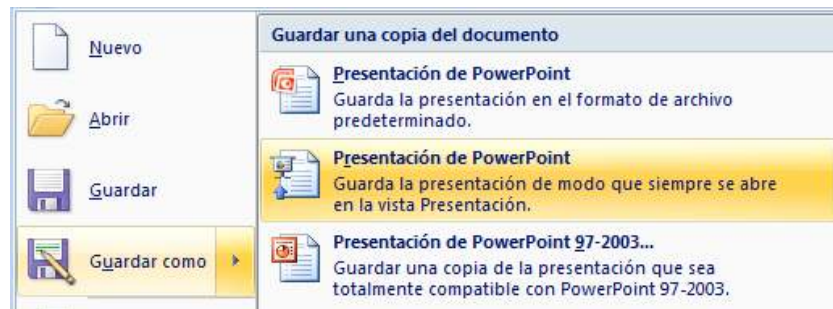 Nuevo
Abrir
Guardar
Guardar como
Guardar una copia del documento
Presentación de PowerPoint
Guarda la presentación en el formato de archivo
predeterminado.
Presentación de PowerPoint
Guarda la presentación de modo que siempre se abre
en la vista Presentación.
Presentación de PowerPoint 97-2003...
Guardar una copia de la presentación que sea
totalmente compatible con PowerPoint 97-2003.